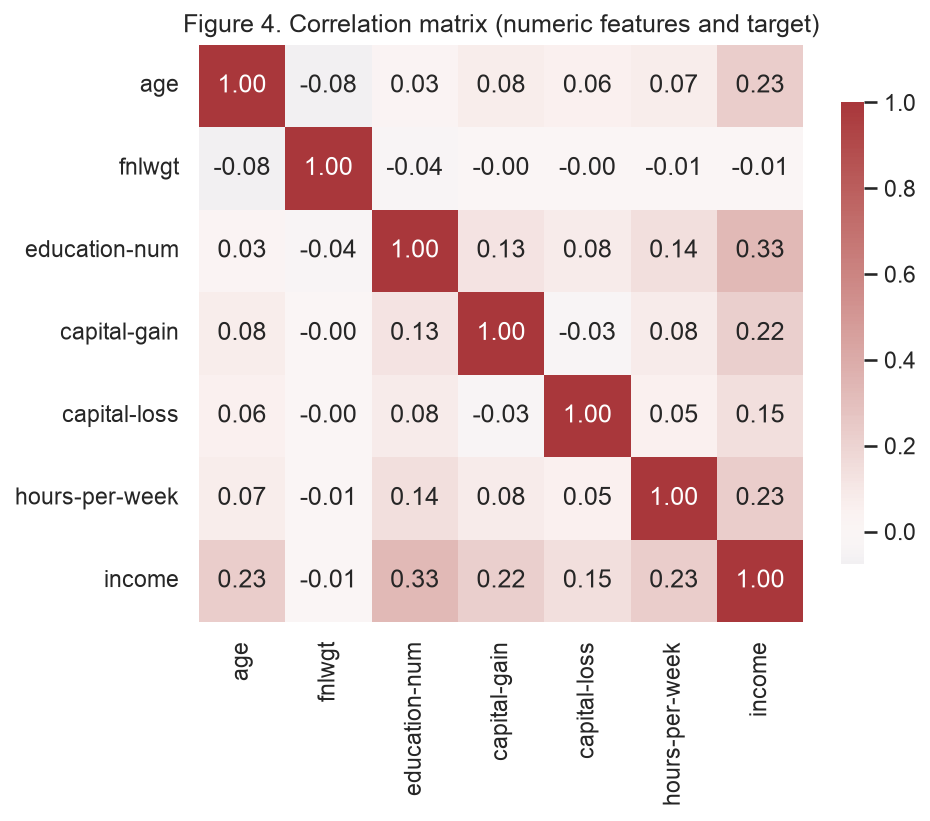 Figure 4. Correlation matrix (numeric features and target)
age 1.00 -0.08 0.03 0.08 0.06 0.07 0.23
fnlwgt -0.08 1.00 -0.04 -0.00 -0.00 -0.01 -0.01
education-num 0.03 -0.04 1.00 0.13 0.08 0.14 0.33
capital-gain 0.08 -0.00 0.13 1.00 -0.03 0.08 0.22
capital-loss 0.06 -0.00 0.08 -0.03 1.00 0.05 0.15
hours-per-week 0.07 -0.01 0.14 0.08 0.05 1.00 0.23
income 0.23 -0.01 0.33 0.22 0.15 0.23 1.00
age
fnlwgt
education-num
capital-gain
capital-loss
hours-per-week
income
1.0
0.8
0.6
0.4
0.2
0.0